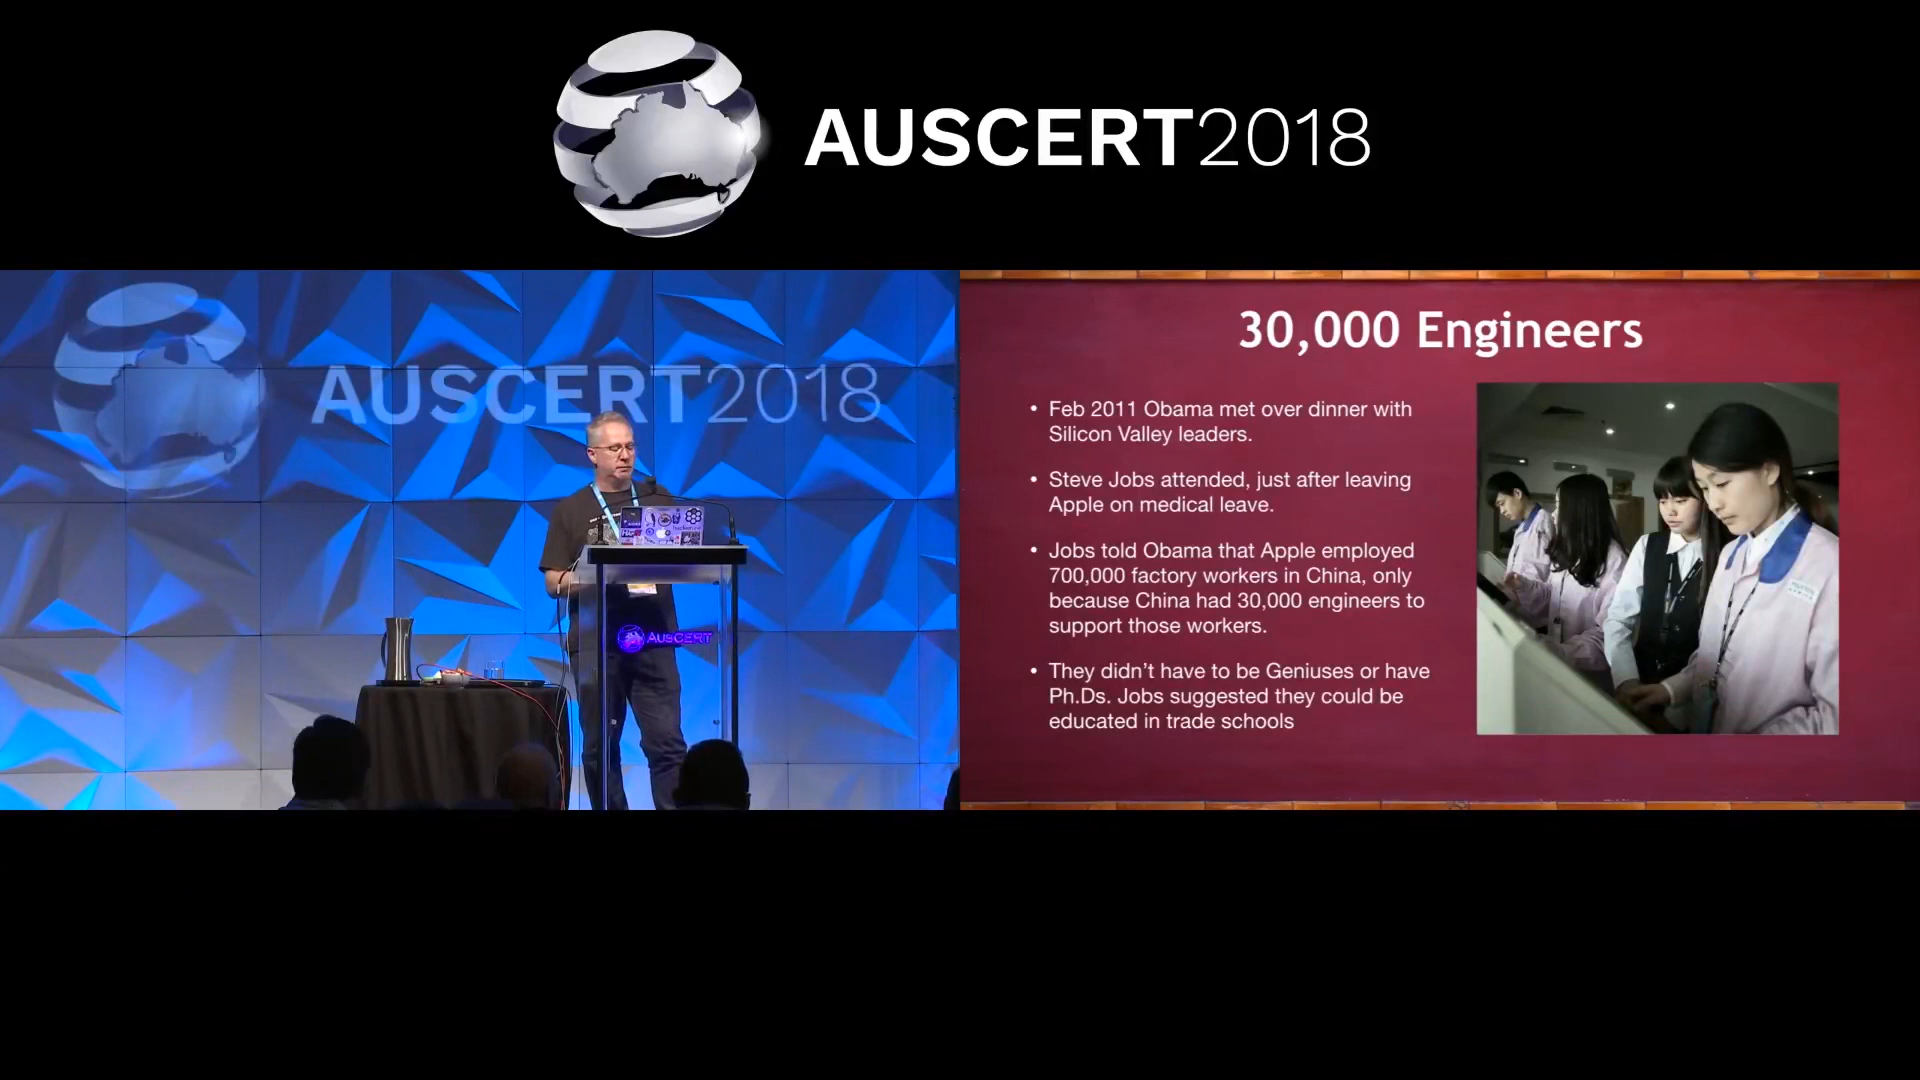 AUSCERT2018
AUSCERT2018
AUSCERT
30,000 Engineers
• Feb 2011 Obama met over dinner with
Silicon Valley leaders.
• Steve Jobs attended, just after leaving
Apple on medical leave.
• Jobs told Obama that Apple employed
700,000 factory workers in China, only
because China had 30,000 engineers to
support those workers.
• They didn’t have to be Geniuses or have
Ph.Ds. Jobs suggested they could be
educated in trade schools